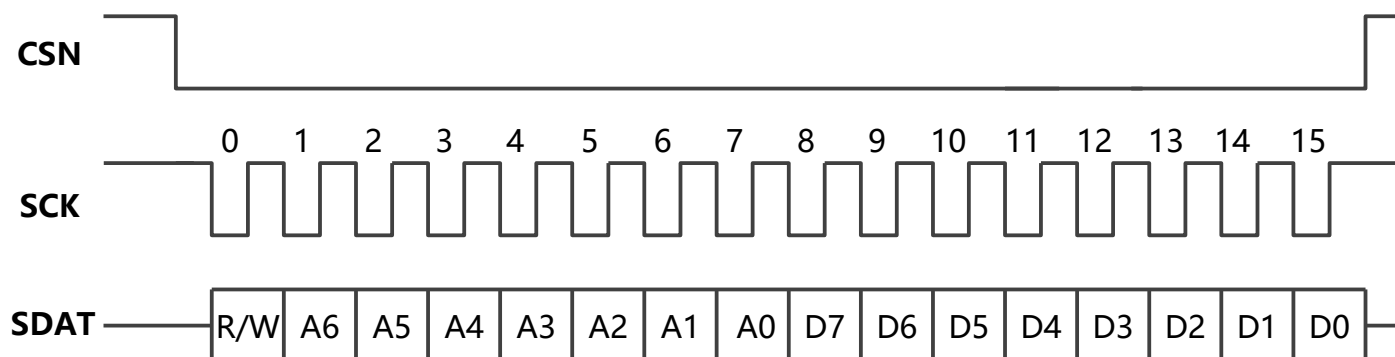 CSN
0 1 2 3 4 5 6 7 8 9 10 11 12 13 14 15
SCK
SDAT R/W A6 A5 A4 A3 A2 A1 A0 D7 D6 D5 D4 D3 D2 D1 D0